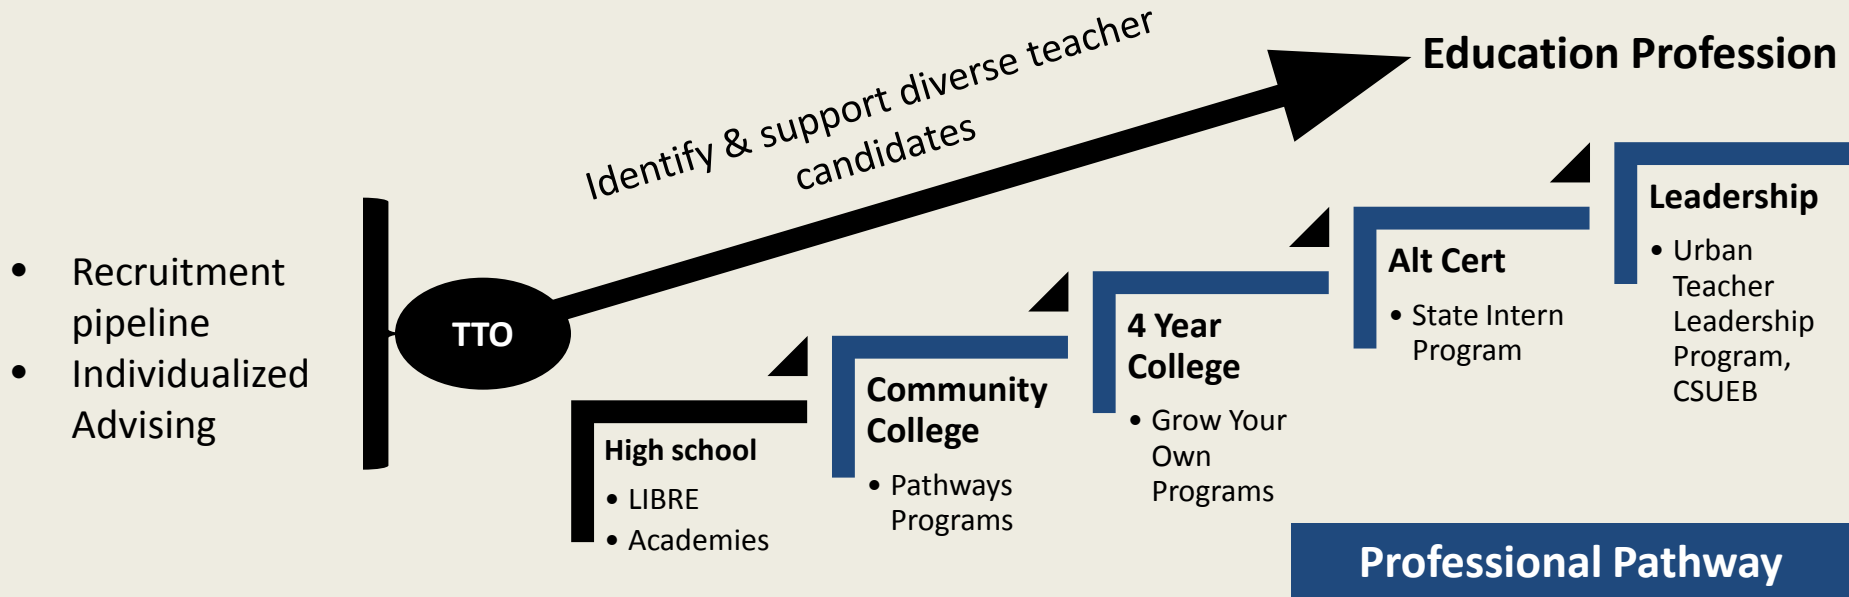 Identify & support diverse teacher
candidates
Education Profession
• Recruitment
pipeline
• Individualized
Advising
TTO
High school
• LIBRE
• Academies
Community
College
• Pathways
Programs
4 Year
College
• Grow Your
Own
Programs
Alt Cert
• State Intern
Program
Leadership
• Urban
Teacher
Leadership
Program,
CSUEB
Professional Pathway